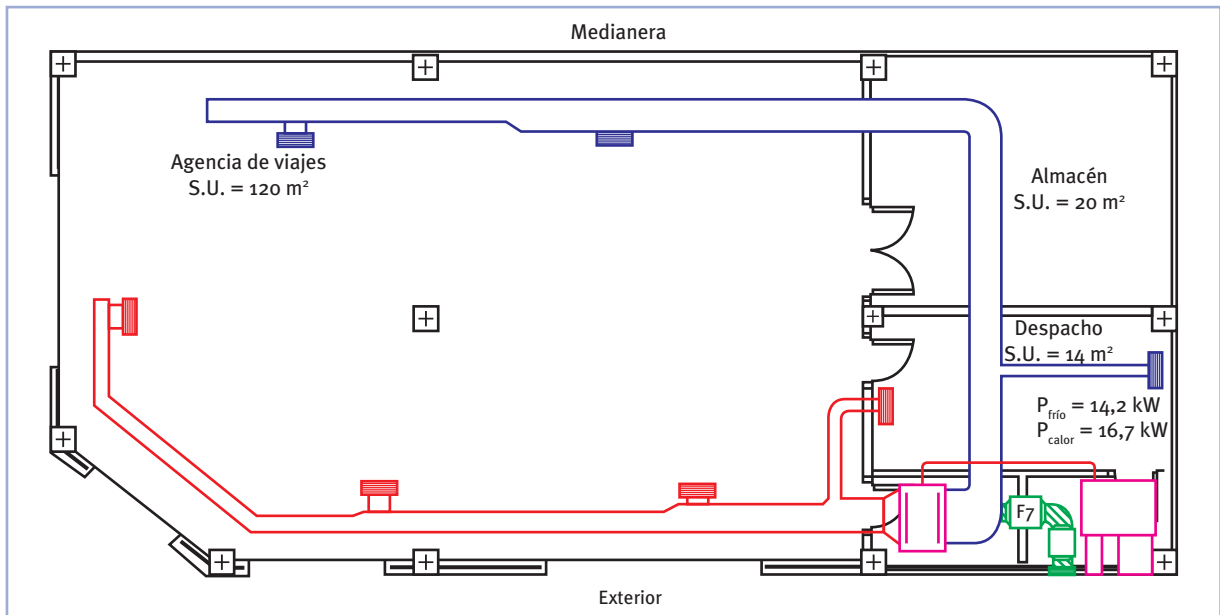 Medianera
Agencia de viajes
S.U. = 120 m²
Almacén
S.U. = 20 m²
Despacho
S.U. = 14 m²
P_frío = 14,2 kW
P_calor = 16,7 kW
F7
Exterior